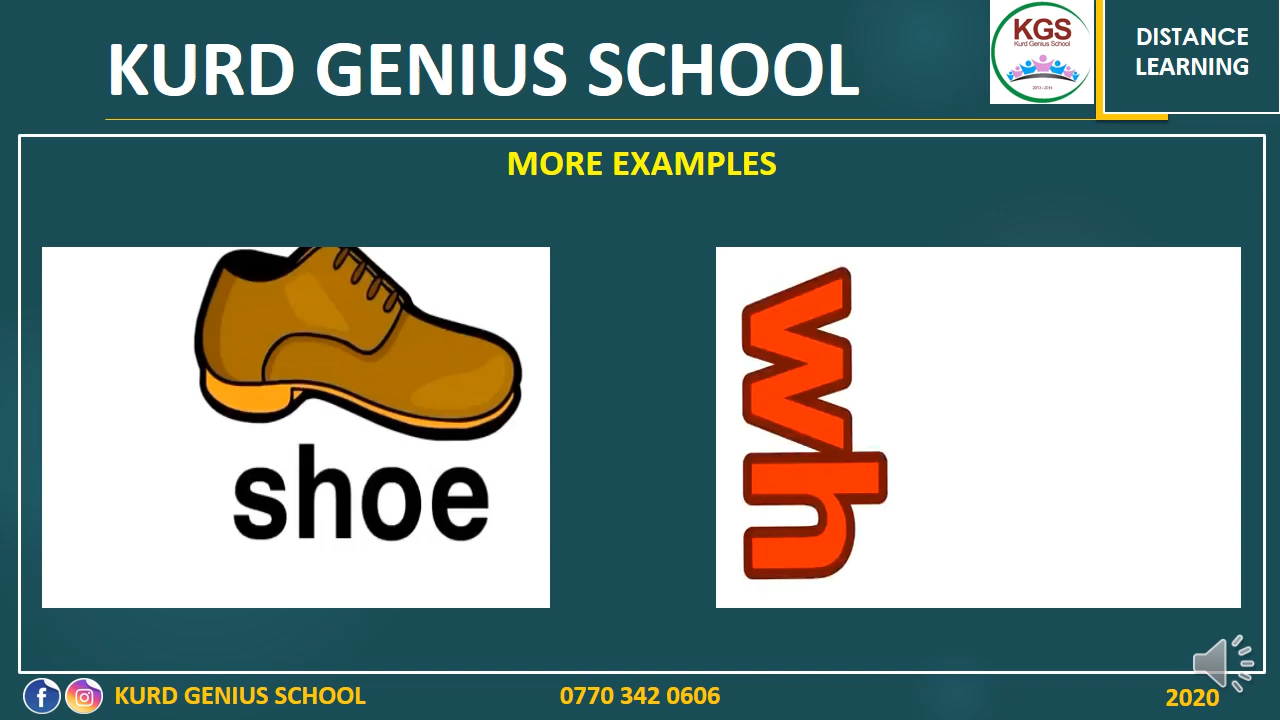 KURD GENIUS SCHOOL
KGS
Kurd Genius School
DISTANCE
LEARNING
MORE EXAMPLES
shoe
wh
KURD GENIUS SCHOOL
0770 342 0606
2020